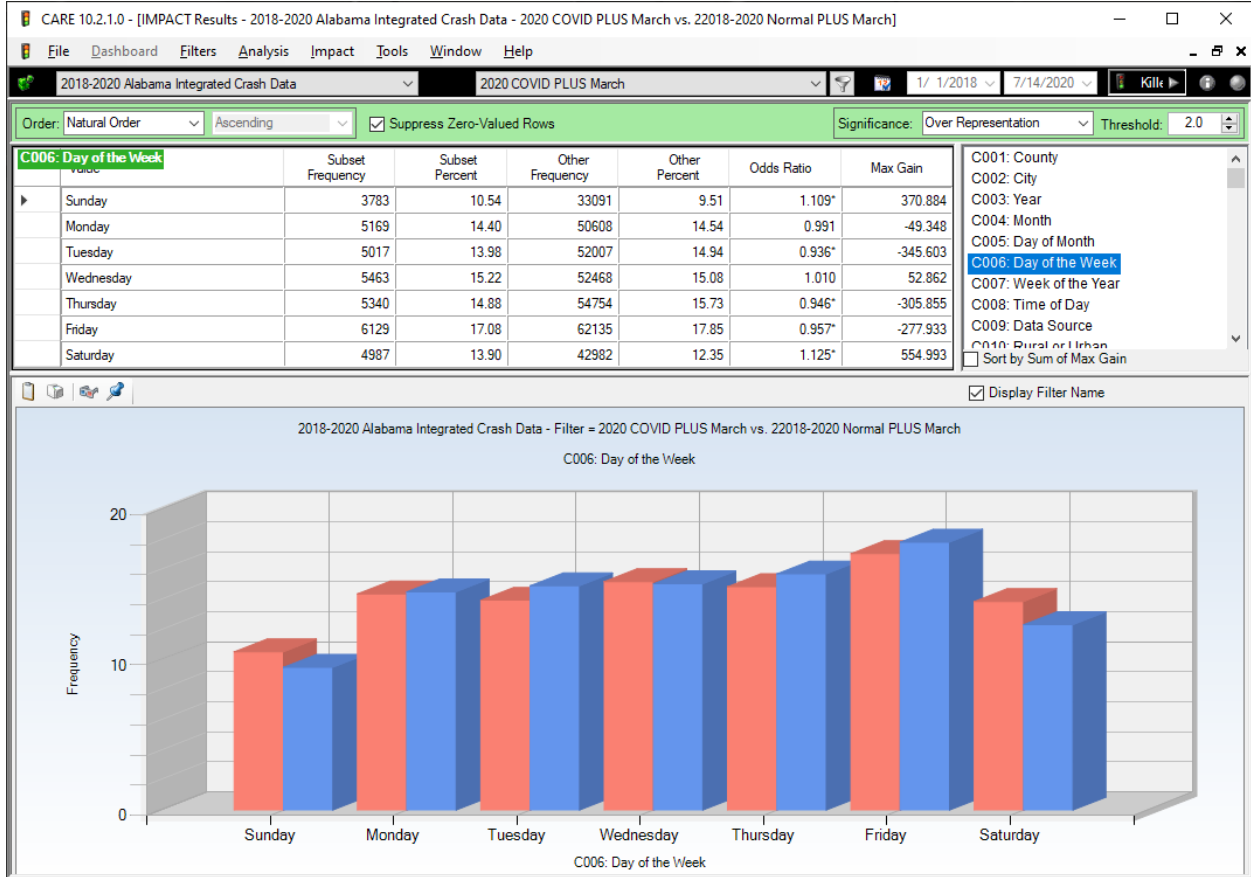 CARE 10.2.1.0 - [IMPACT Results - 2018-2020 Alabama Integrated Crash Data - 2020 COVID PLUS March vs. 22018-2020 Normal PLUS March]
File Dashboard Filters Analysis Impact Tools Window Help
2018-2020 Alabama Integrated Crash Data 2020 COVID PLUS March 1/ 1/2018 7/14/2020 Kille
Order: Natural Order Ascending Suppress Zero-Valued Rows Significance: Over Representation Threshold: 2.0
C006: Day of the Week
Value Subset Frequency Subset Percent Other Frequency Other Percent Odds Ratio Max Gain
Sunday 3783 10.54 33091 9.51 1.109* 370.884
Monday 5169 14.40 50608 14.54 0.991 -49.348
Tuesday 5017 13.98 52007 14.94 0.936* -345.603
Wednesday 5463 15.22 52468 15.08 1.010 52.862
Thursday 5340 14.88 54754 15.73 0.946* -305.855
Friday 6129 17.08 62135 17.85 0.957* -277.933
Saturday 4987 13.90 42982 12.35 1.125* 554.993
C001: County
C002: City
C003: Year
C004: Month
C005: Day of Month
C006: Day of the Week
C007: Week of the Year
C008: Time of Day
C009: Data Source
C010: Rural or Urban
Sort by Sum of Max Gain
Display Filter Name
2018-2020 Alabama Integrated Crash Data - Filter = 2020 COVID PLUS March vs. 22018-2020 Normal PLUS March
C006: Day of the Week
20
10
0
Frequency
Sunday Monday Tuesday Wednesday Thursday Friday Saturday
C006: Day of the Week